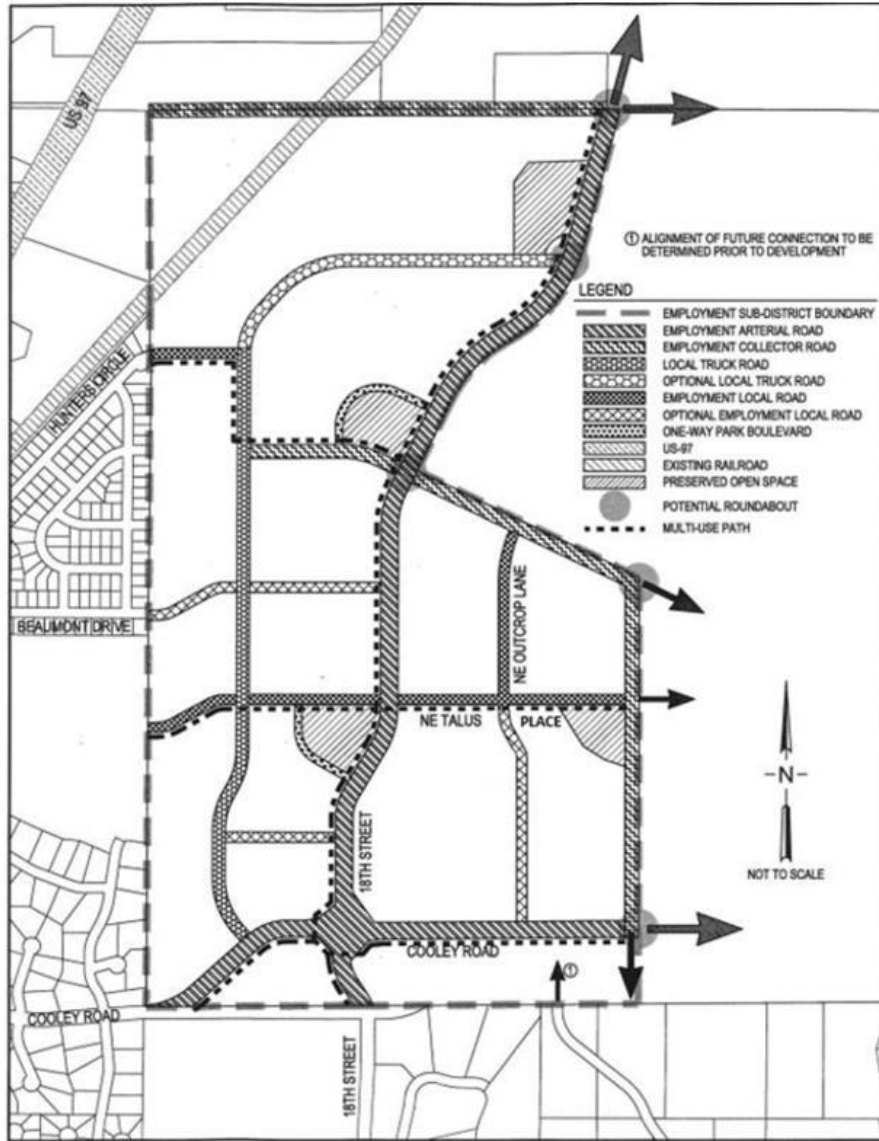 US 97
① ALIGNMENT OF FUTURE CONNECTION TO BE
DETERMINED PRIOR TO DEVELOPMENT
LEGEND
EMPLOYMENT SUB-DISTRICT BOUNDARY
EMPLOYMENT ARTERIAL ROAD
EMPLOYMENT COLLECTOR ROAD
LOCAL TRUCK ROAD
OPTIONAL LOCAL TRUCK ROAD
EMPLOYMENT LOCAL ROAD
OPTIONAL EMPLOYMENT LOCAL ROAD
ONE-WAY PARK BOULEVARD
US-97
EXISTING RAILROAD
PRESERVED OPEN SPACE
POTENTIAL ROUNDABOUT
MULTI-USE PATH
HUNTERS CIRCLE
BEAUMONT DRIVE
NE OUTCROP LANE
NE TALUS PLACE
-N-
NOT TO SCALE
18TH STREET
COOLEY ROAD
①
COOLEY ROAD
18TH STREET